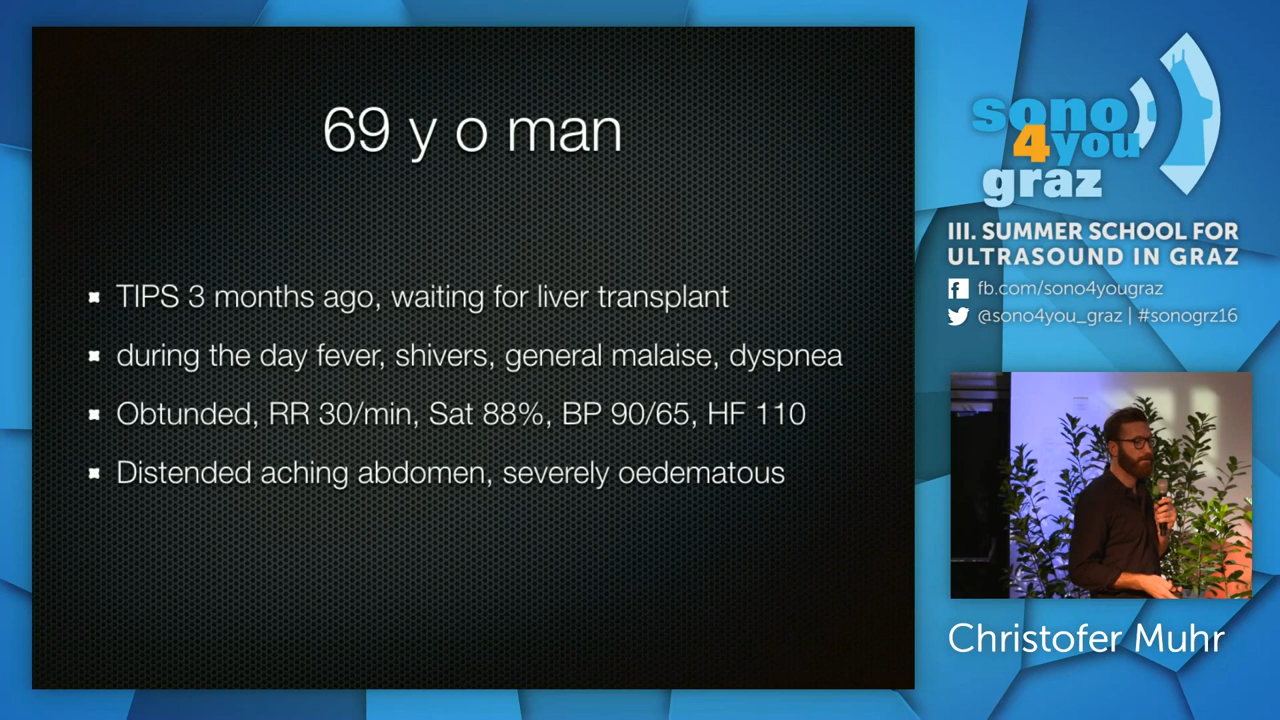 69 y o man
TIPS 3 months ago, waiting for liver transplant
during the day fever, shivers, general malaise, dyspnea
Obtunded, RR 30/min, Sat 88%, BP 90/65, HF 110
Distended aching abdomen, severely oedematous
sono
4you
graz
III. SUMMER SCHOOL FOR
ULTRASOUND IN GRAZ
fb.com/sono4yougraz
@sono4you_graz | #sonogrz16
Christofer Muhr